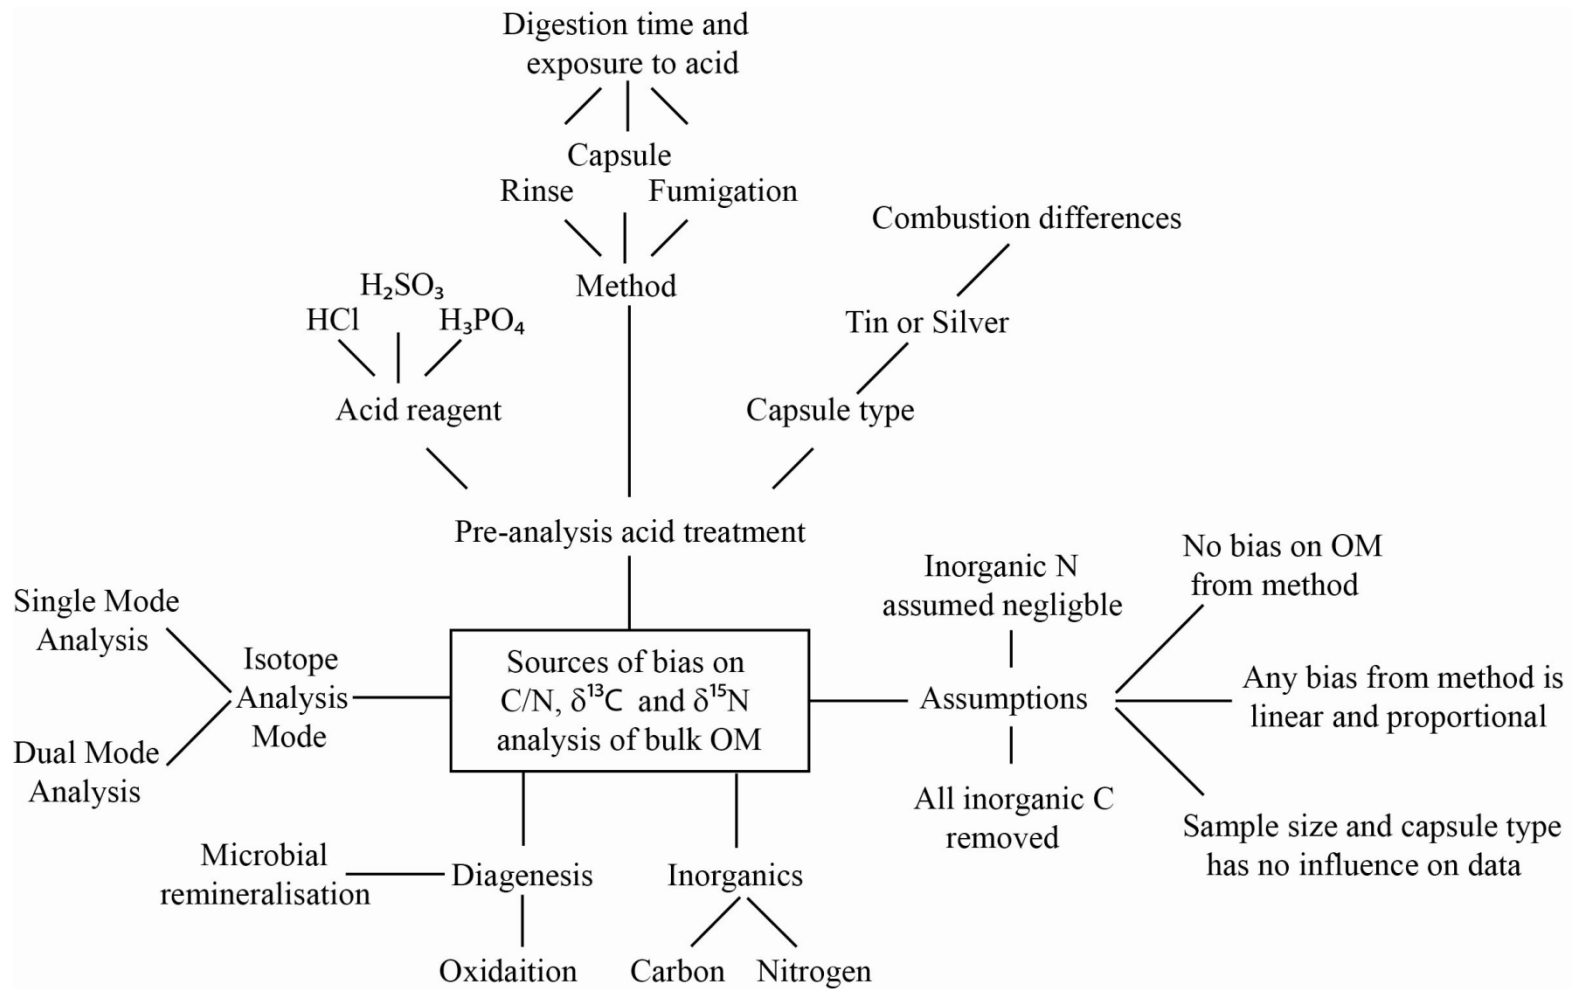 Digestion time and
exposure to acid
Capsule
Rinse
Fumigation
Method
Combustion differences
Tin or Silver
Capsule type
H₂SO₃
HCl
H₃PO₄
Acid reagent
Pre-analysis acid treatment
Single Mode
Analysis
Dual Mode
Analysis
Isotope
Analysis
Mode
Sources of bias on
C/N, δ¹³C and δ¹⁵N
analysis of bulk OM
Inorganic N
assumed negligble
Assumptions
All inorganic C
removed
No bias on OM
from method
Any bias from method is
linear and proportional
Sample size and capsule type
has no influence on data
Microbial
remineralisation
Diagenesis
Oxidaition
Inorganics
Carbon
Nitrogen